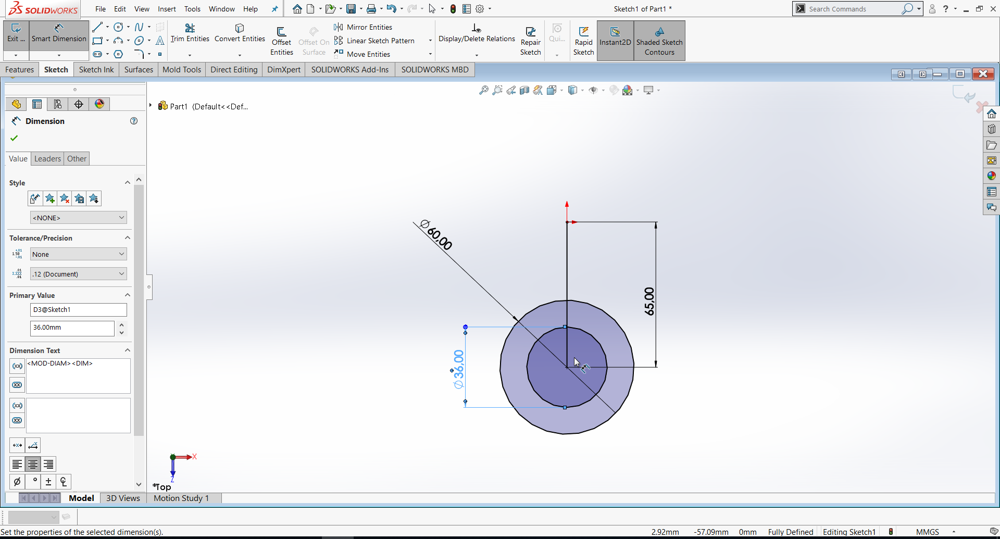 SOLIDWORKS
File Edit View Insert Tools Window Help
Sketch1 of Part1 *
Search Commands
Exit ...
Smart Dimension
Trim Entities
Convert Entities
Offset
Entities
Offset On
Surface
Mirror Entities
Linear Sketch Pattern
Move Entities
Display/Delete Relations
Repair
Sketch
Qui...
Rapid
Sketch
Instant2D
Shaded Sketch
Contours
Features Sketch Sketch Ink Surfaces Mold Tools Direct Editing DimXpert SOLIDWORKS Add-Ins SOLIDWORKS MBD
Part1 (Default<<Def...
Dimension
Value Leaders Other
Style
<NONE>
Tolerance/Precision
None
.12 (Document)
Primary Value
D3@Sketch1
36.00mm
Dimension Text
<MOD-DIAM><DIM>
∅ 60,00
65,00
∅ 36,00
X
Z
*Top
Model 3D Views Motion Study 1
Set the properties of the selected dimension(s).
2.92mm -57.09mm 0mm Fully Defined Editing Sketch1 MMGS